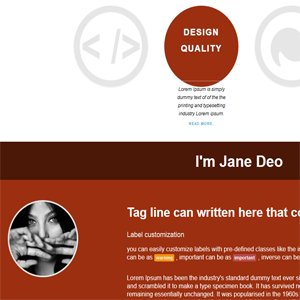 </>
DESIGN
QUALITY
Lorem Ipsum is simply
dummy text of of the the
printing and typesetting
industry Lorem Ipsum.
READ MORE
I'm Jane Deo
Tag line can written here that co
Label customization
you can easily customize labels with pre-defined classes like the i
can be as warning , important can be as important , inverse can be
Lorem Ipsum has been the industry's standard dummy text ever si
and scrambled it to make a type specimen book. It has survived n
remaining essentially unchanged. It was popularised in the 1960s